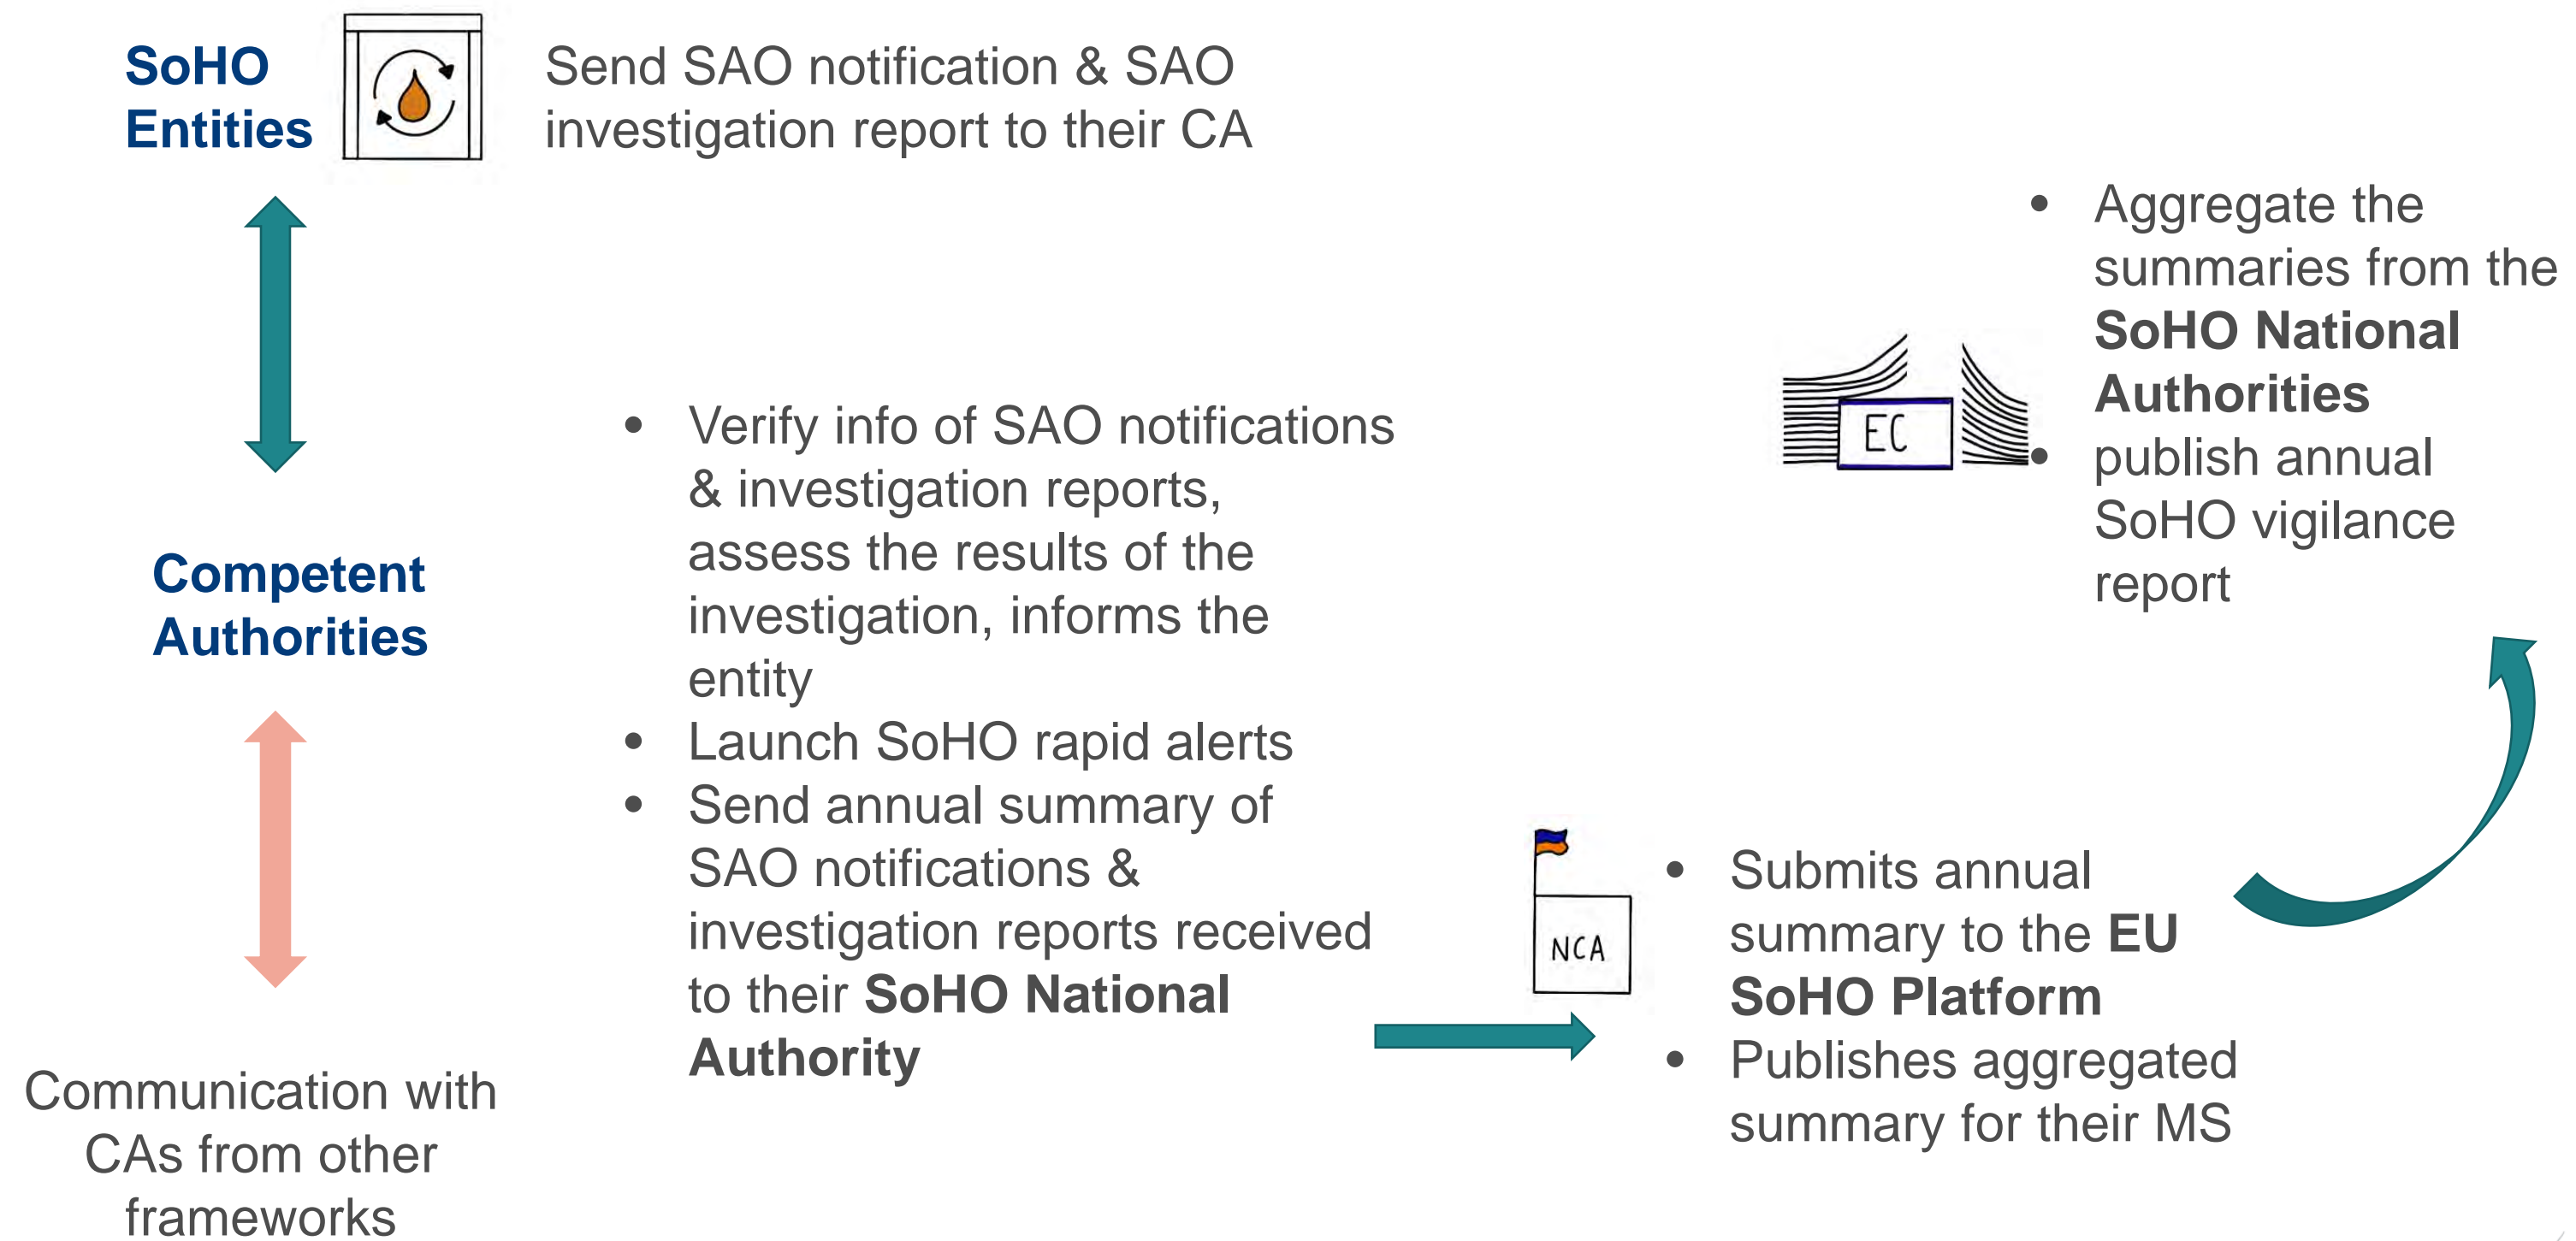 SoHO
Entities
Send SAO notification & SAO
investigation report to their CA
Competent
Authorities
• Verify info of SAO notifications
& investigation reports,
assess the results of the
investigation, informs the
entity
• Launch SoHO rapid alerts
• Send annual summary of
SAO notifications &
investigation reports received
to their SoHO National
Authority
Communication with
CAs from other
frameworks
NCA
• Submits annual
summary to the EU
SoHO Platform
• Publishes aggregated
summary for their MS
EC
• Aggregate the
summaries from the
SoHO National
Authorities
• publish annual
SoHO vigilance
report